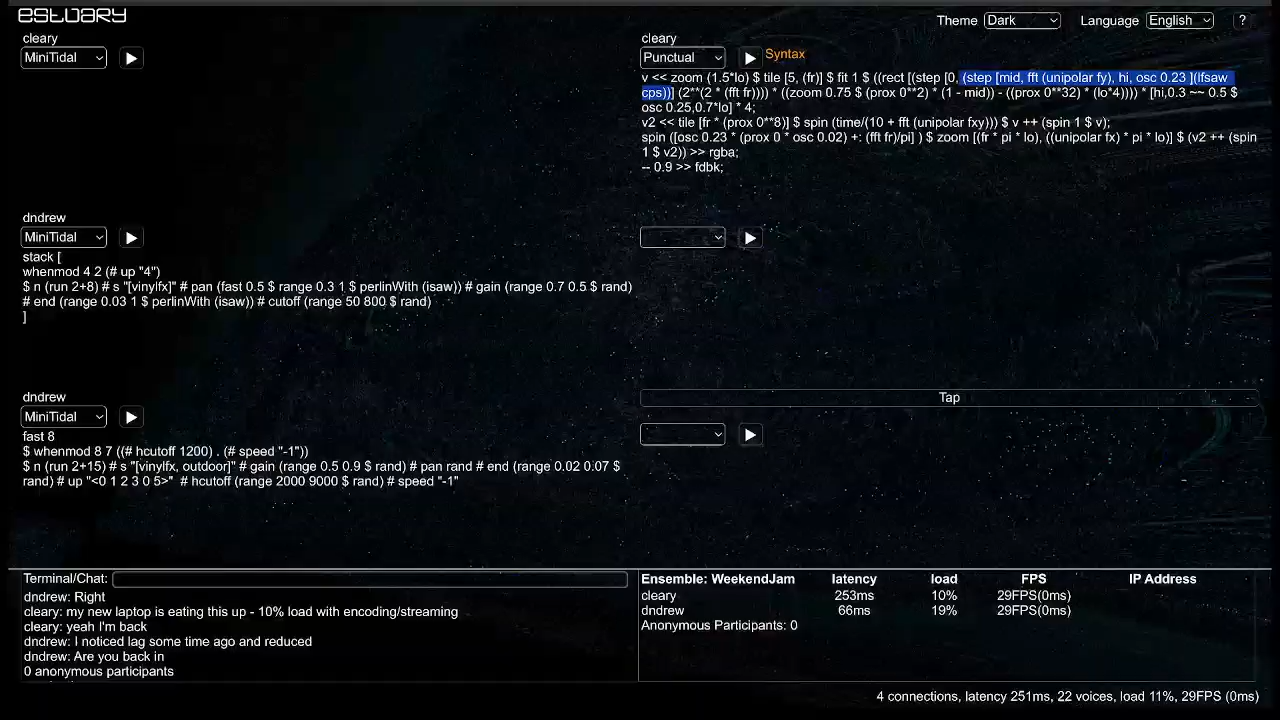 estuary
Theme Dark Language English ?
cleary
MiniTidal
cleary
Punctual Syntax
v << zoom (1.5*lo) $ tile [5, (fr)] $ fit 1 $ ((rect [(step [0, (step [mid, fft (unipolar fy), hi, osc 0.23 ](lfsaw
cps))] (2**(2 * (fft fr)))) * ((zoom 0.75 $ (prox 0**2) * (1 - mid)) - ((prox 0**32) * (lo*4)))) * [hi,0.3 ~~ 0.5 $
osc 0.25,0.7*lo] * 4;
v2 << tile [fr * (prox 0**8)] $ spin (time/(10 + fft (unipolar fxy))) $ v ++ (spin 1 $ v);
spin ([osc 0.23 * (prox 0 * osc 0.02) +: (fft fr)/pi] ) $ zoom [(fr * pi * lo), ((unipolar fx) * pi * lo)] $ (v2 ++ (spin
1 $ v2)) >> rgba;
-- 0.9 >> fdbk;
dndrew
MiniTidal
stack [
whenmod 4 2 (# up "4")
$ n (run 2+8) # s "[vinylfx]" # pan (fast 0.5 $ range 0.3 1 $ perlinWith (isaw)) # gain (range 0.7 0.5 $ rand)
# end (range 0.03 1 $ perlinWith (isaw)) # cutoff (range 50 800 $ rand)
]
dndrew
MiniTidal
fast 8
$ whenmod 8 7 ((# hcutoff 1200) . (# speed "-1"))
$ n (run 2+15) # s "[vinylfx, outdoor]" # gain (range 0.5 0.9 $ rand) # pan rand # end (range 0.02 0.07 $
rand) # up "<0 1 2 3 0 5>" # hcutoff (range 2000 9000 $ rand) # speed "-1"
Tap
Terminal/Chat:
dndrew: Right
cleary: my new laptop is eating this up - 10% load with encoding/streaming
cleary: yeah I'm back
dndrew: I noticed lag some time ago and reduced
dndrew: Are you back in
0 anonymous participants
Ensemble: WeekendJam latency load FPS IP Address
cleary 253ms 10% 29FPS(0ms)
dndrew 66ms 19% 29FPS(0ms)
Anonymous Participants: 0
4 connections, latency 251ms, 22 voices, load 11%, 29FPS (0ms)